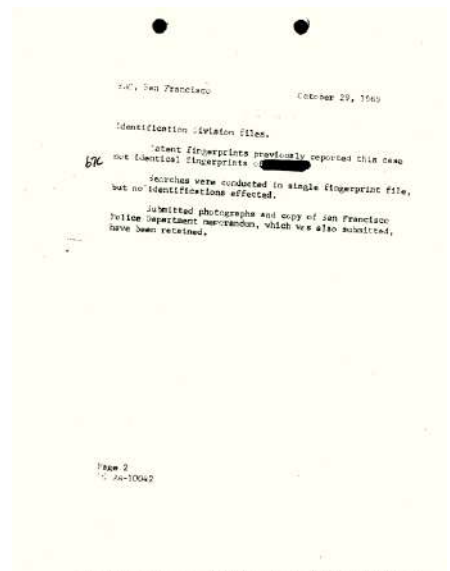 SAC, San Francisco
October 29, 1969
Identification Division files.
Latent fingerprints previously reported this case
not identical fingerprints of
b7C
Searches were conducted in single fingerprint file,
but no identifications effected.
Submitted photographs and copy of San Francisco
Police Department memorandum, which was also submitted,
have been retained.
Page 2
-10042